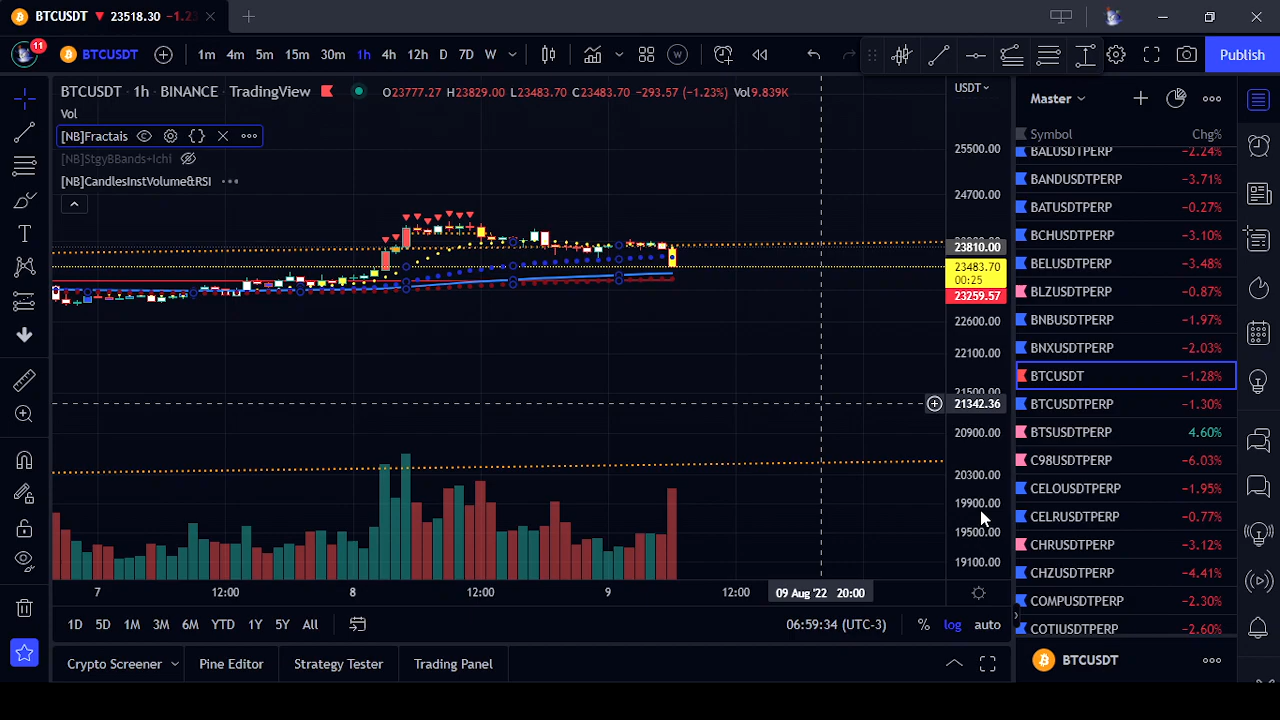 BTCUSDT ▼ 23518.30 −1.23
11 BTCUSDT 1m 4m 5m 15m 30m 1h 4h 12h D 7D W W Publish
BTCUSDT · 1h · BINANCE · TradingView O23777.27 H23829.00 L23483.70 C23483.70 −293.57 (−1.23%) Vol9.839K
Vol
[NB]Fractais
[NB]StgyBBands+Ichi
[NB]CandlesInstVolume&RSI
USDT
25500.00
24700.00
23810.00
23483.70
00:25
23259.57
22600.00
22100.00
21500.00
21342.36
20900.00
20300.00
19900.00
19500.00
19100.00
7 12:00 8 12:00 9 12:00 09 Aug '22 20:00
1D 5D 1M 3M 6M YTD 1Y 5Y All 06:59:34 (UTC-3) % log auto
Crypto Screener Pine Editor Strategy Tester Trading Panel
Master
Symbol Chg%
BALUSDTPERP −2.24%
BANDUSDTPERP −3.71%
BATUSDTPERP −0.27%
BCHUSDTPERP −3.10%
BELUSDTPERP −3.48%
BLZUSDTPERP −0.87%
BNBUSDTPERP −1.97%
BNXUSDTPERP −2.03%
BTCUSDT −1.28%
BTCUSDTPERP −1.30%
BTSUSDTPERP 4.60%
C98USDTPERP −6.03%
CELOUSDTPERP −1.95%
CELRUSDTPERP −0.77%
CHRUSDTPERP −3.12%
CHZUSDTPERP −4.41%
COMPUSDTPERP −2.30%
COTIUSDTPERP −2.60%
BTCUSDT